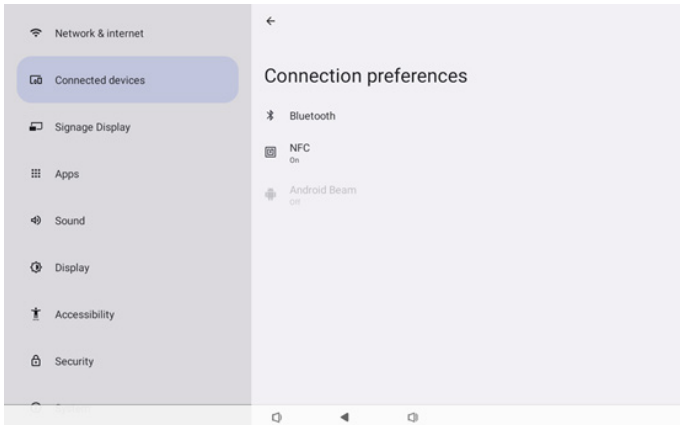 Network & internet
Connected devices
Signage Display
Apps
Sound
Display
Accessibility
Security
Connection preferences
Bluetooth
NFC
On
Android Beam
Off